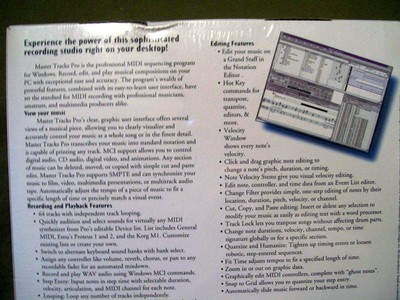 Experience the power of this sophisticated
recording studio right on your desktop!
Master Tracks Pro is the professional MIDI sequencing program
for Windows. Record, edit, and play musical compositions on your
PC with exceptional ease and accuracy. The program's wealth of
powerful features, combined with its easy-to-learn user interface, have
set the standard for MIDI recording with professional musicians,
amateurs, and multimedia producers alike.
View your music
Master Tracks Pro's clear, graphic user interface offers several
views of a musical piece, allowing you to clearly visualize and
accurately control your music as a whole song or in the finest detail.
Master Tracks Pro transcribes your music into standard notation and
is capable of printing any track. MCI support allows you to control
digital audio, CD audio, digital video, and animations. Any section
of music can be deleted, moved, or copied with simple cut and paste
edits. Master Tracks Pro supports SMPTE and can synchronize your
music to film, video, multimedia presentations, or multitrack audio
tape. Automatically adjust the tempo of a piece of music to fit a
specific length of time or precisely match a visual event.
Recording and Playback Features
• 64 tracks with independent track looping.
• Quickly audition and select sounds for virtually any MIDI
synthesizer from Pro's editable Device list. List includes General
MIDI, Emu's Proteus 1 and 2, and the Korg M1. Customize
existing lists or create your own.
• Switch to alternate keyboard sound banks with bank select.
• Assign any controller like volume, reverb, chorus, or pan to any
recordable fader for an automated mixdown.
• Record and play WAV audio using Windows MCI commands.
• Step Entry: Input notes in step time with selectable duration,
velocity, articulation, and MIDI channel for each note.
• Looping: Loop any number of tracks independently.
Editing Features
• Edit your music on
a Grand Staff in
the Notation
Editor .
• Hot Key
commands for
transpose,
quantize,
editors, &
more.
• Velocity
Window
shows every note's
velocity.
• Click and drag graphic note editing to
change a note's pitch, duration, or timing.
• Note Velocity Stems give you visual velocity editing.
• Edit note, controller, and time data from an Event List editor.
• Change Filter provides simple, one-step editing of notes by their
location, duration, pitch, velocity, or channel.
• Cut, Copy, and Paste editing: Insert or delete any selection to
modify your music as easily as editing text with a word processor.
• Track Lock lets you transpose songs without affecting drum parts.
• Change note durations, velocity, channel, tempo, or time
signature globally or for a specific section.
• Quantize and Humanize: Tighten up timing errors or loosen
robotic, step-entered sequences.
• Fit Time adjusts tempos to fit a specified length of time.
• Zoom in or out on graphic data.
• Graphically edit MIDI controllers, complete with "ghost notes".
• Snap to Grid allows you to quantize your step entry.
• Automatically slide music forward or backward in time.